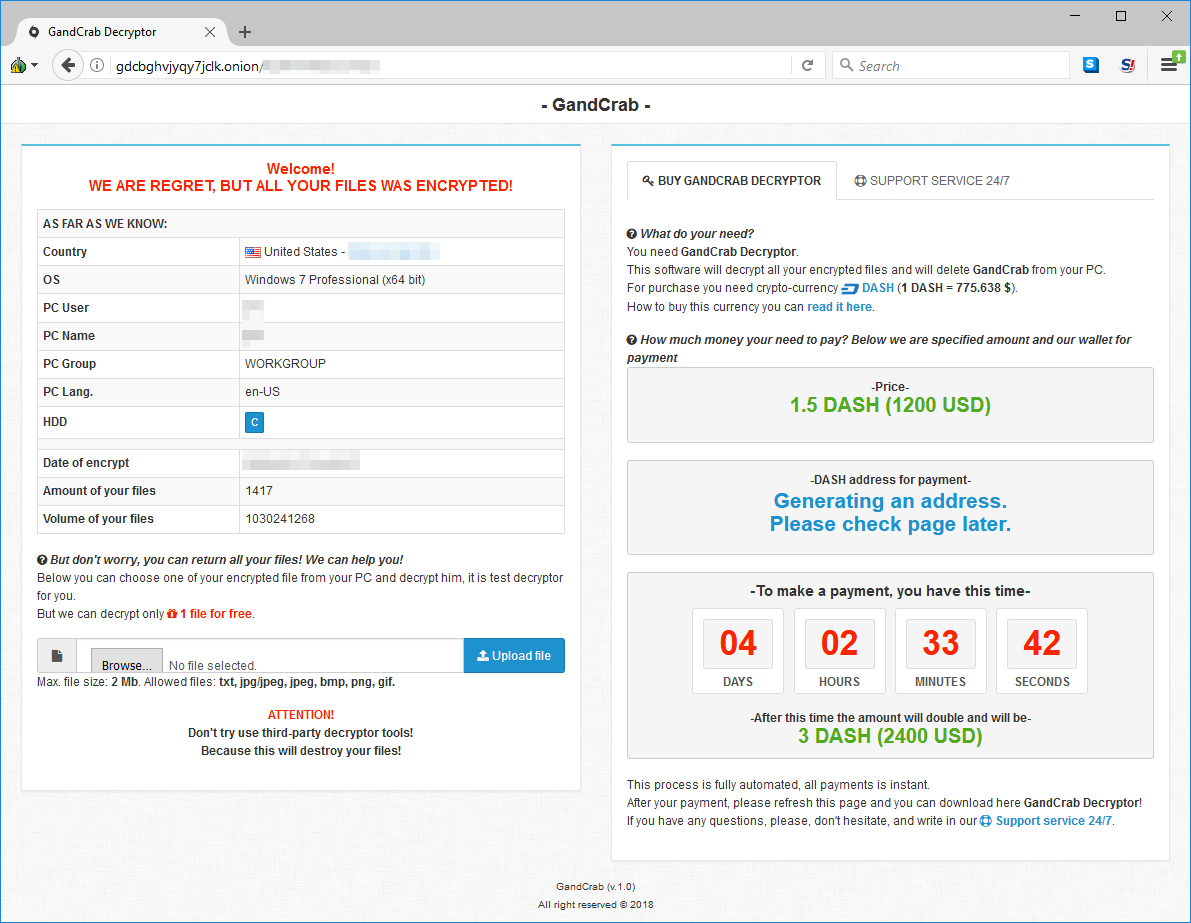 GandCrab Decryptor
gdcbghvjyqy7jclk.onion/
Search
- GandCrab -
Welcome!
WE ARE REGRET, BUT ALL YOUR FILES WAS ENCRYPTED!
AS FAR AS WE KNOW:
Country United States -
OS Windows 7 Professional (x64 bit)
PC User
PC Name
PC Group WORKGROUP
PC Lang. en-US
HDD C
Date of encrypt
Amount of your files 1417
Volume of your files 1030241268
But don't worry, you can return all your files! We can help you!
Below you can choose one of your encrypted file from your PC and decrypt him, it is test decryptor
for you.
But we can decrypt only 1 file for free.
Browse... No file selected. Upload file
Max. file size: 2 Mb. Allowed files: txt, jpg/jpeg, jpeg, bmp, png, gif.
ATTENTION!
Don't try use third-party decryptor tools!
Because this will destroy your files!
BUY GANDCRAB DECRYPTOR SUPPORT SERVICE 24/7
What do your need?
You need GandCrab Decryptor.
This software will decrypt all your encrypted files and will delete GandCrab from your PC.
For purchase you need crypto-currency DASH (1 DASH = 775.638 $).
How to buy this currency you can read it here.
How much money your need to pay? Below we are specified amount and our wallet for
payment
-Price-
1.5 DASH (1200 USD)
-DASH address for payment-
Generating an address.
Please check page later.
-To make a payment, you have this time-
04 02 33 42
DAYS HOURS MINUTES SECONDS
-After this time the amount will double and will be-
3 DASH (2400 USD)
This process is fully automated, all payments is instant.
After your payment, please refresh this page and you can download here GandCrab Decryptor!
If you have any questions, please, don't hesitate, and write in our Support service 24/7.
GandCrab (v.1.0)
All right reserved © 2018